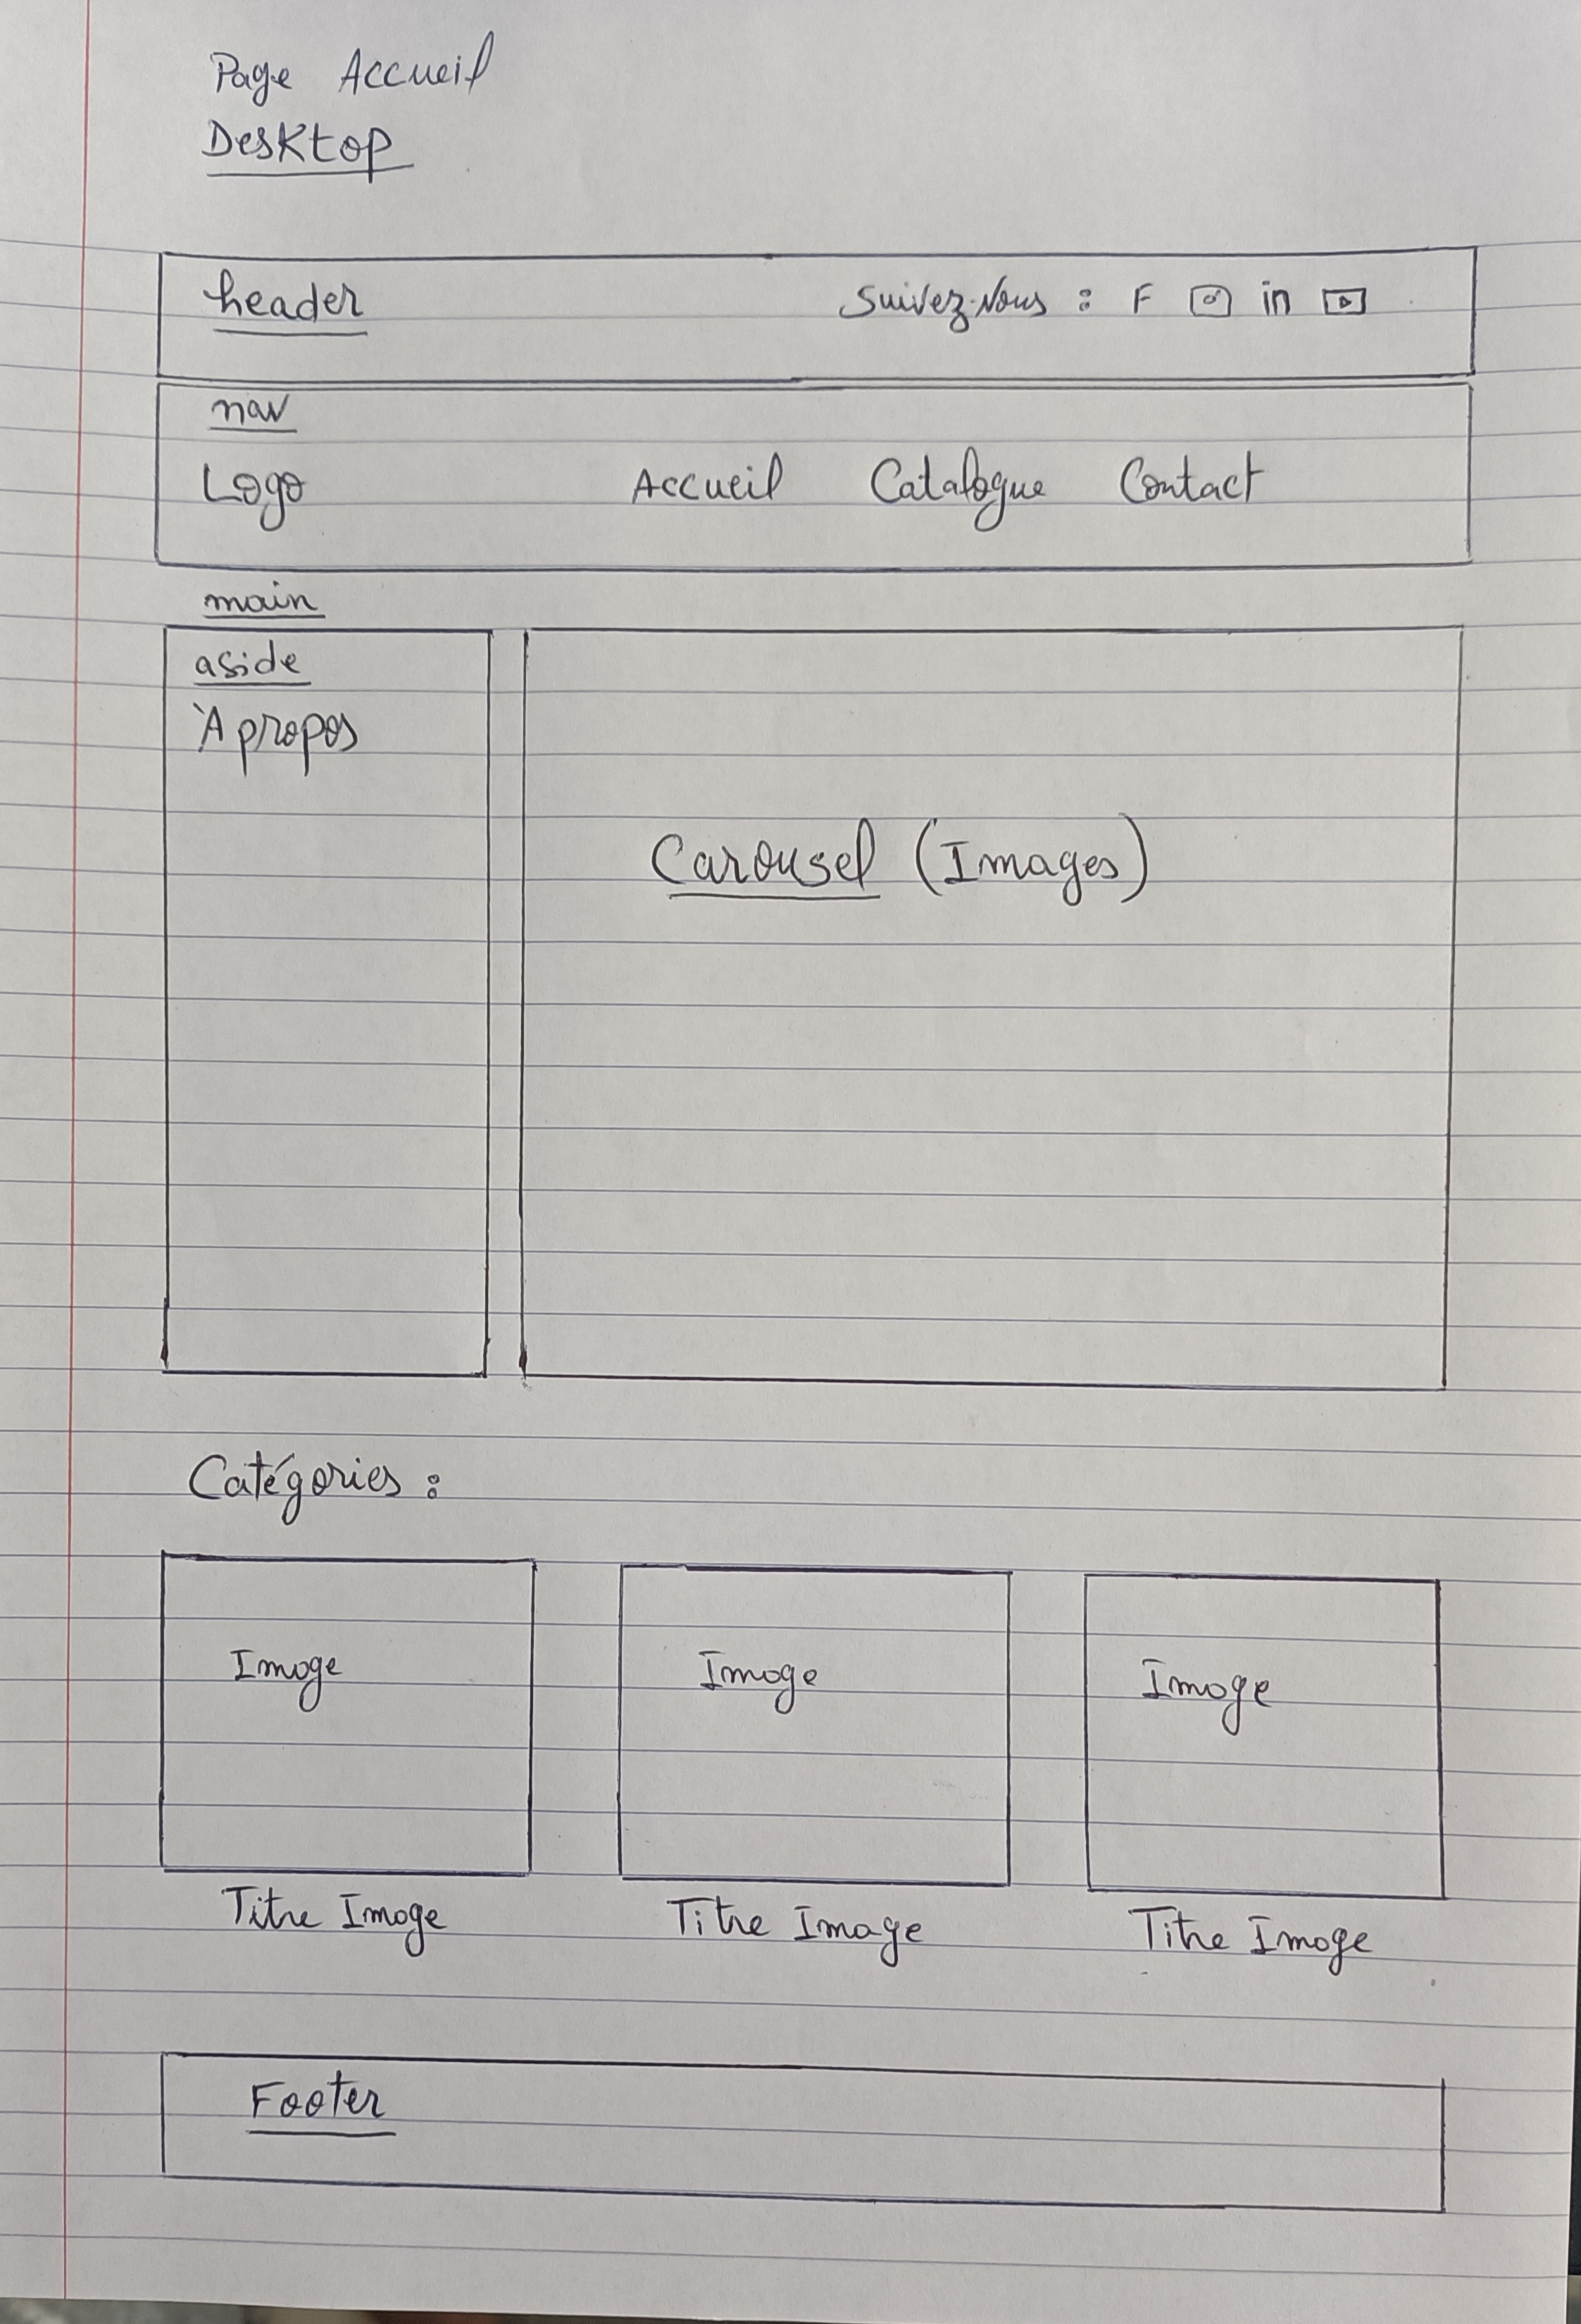 Page Accueil
Desktop
header Suivez-Nous : F in
nav
Logo Accueil Catalogue Contact
main
aside
À propos
Carousel (Images)
Catégories :
Image Image Image
Titre Image Titre Image Titre Image
Footer